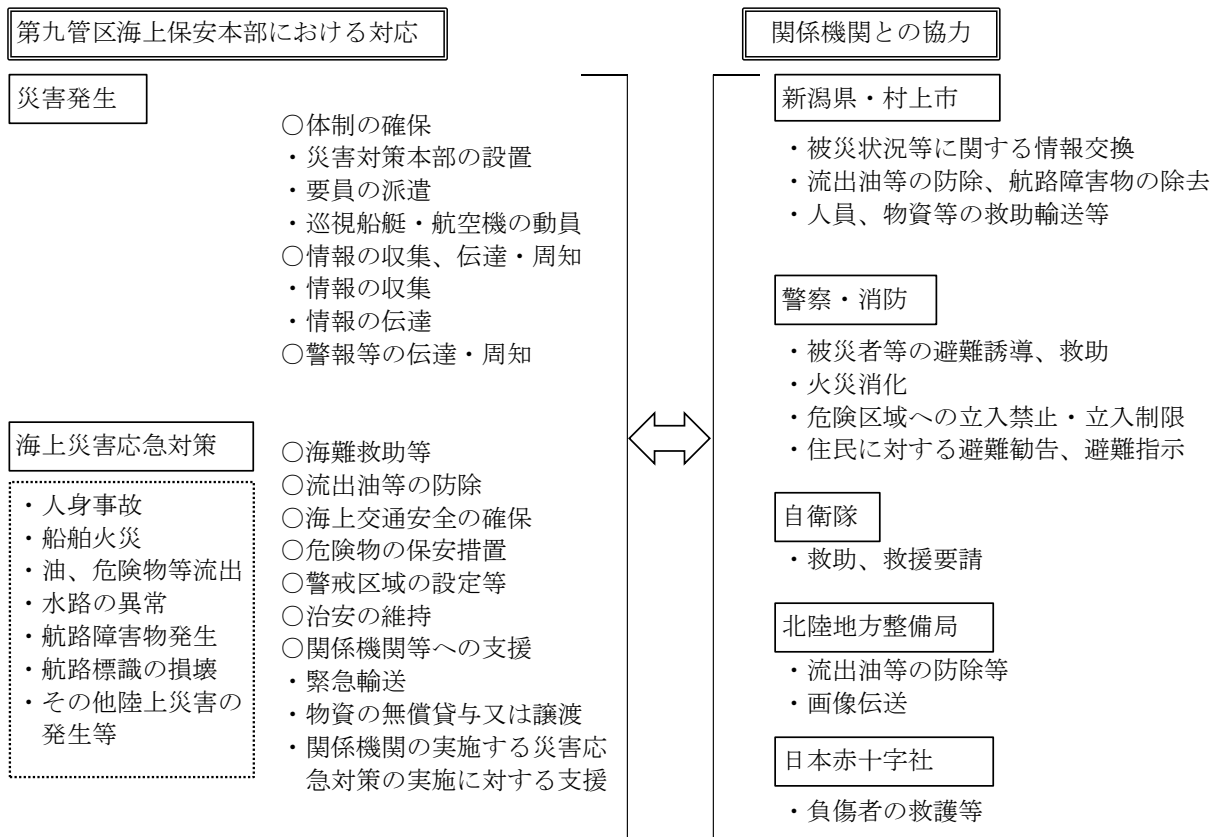 第九管区海上保安本部における対応
災害発生
○体制の確保
・災害対策本部の設置
・要員の派遣
・巡視船艇・航空機の動員
○情報の収集、伝達・周知
・情報の収集
・情報の伝達
○警報等の伝達・周知
海上災害応急対策
・人身事故
・船舶火災
・油、危険物等流出
・水路の異常
・航路障害物発生
・航路標識の損壊
・その他陸上災害の
発生等
○海難救助等
○流出油等の防除
○海上交通安全の確保
○危険物の保安措置
○警戒区域の設定等
○治安の維持
○関係機関等への支援
・緊急輸送
・物資の無償貸与又は譲渡
・関係機関の実施する災害応
急対策の実施に対する支援
関係機関との協力
新潟県・村上市
・被災状況等に関する情報交換
・流出油等の防除、航路障害物の除去
・人員、物資等の救助輸送等
警察・消防
・被災者等の避難誘導、救助
・火災消化
・危険区域への立入禁止・立入制限
・住民に対する避難勧告、避難指示
自衛隊
・救助、救援要請
北陸地方整備局
・流出油等の防除等
・画像伝送
日本赤十字社
・負傷者の救護等